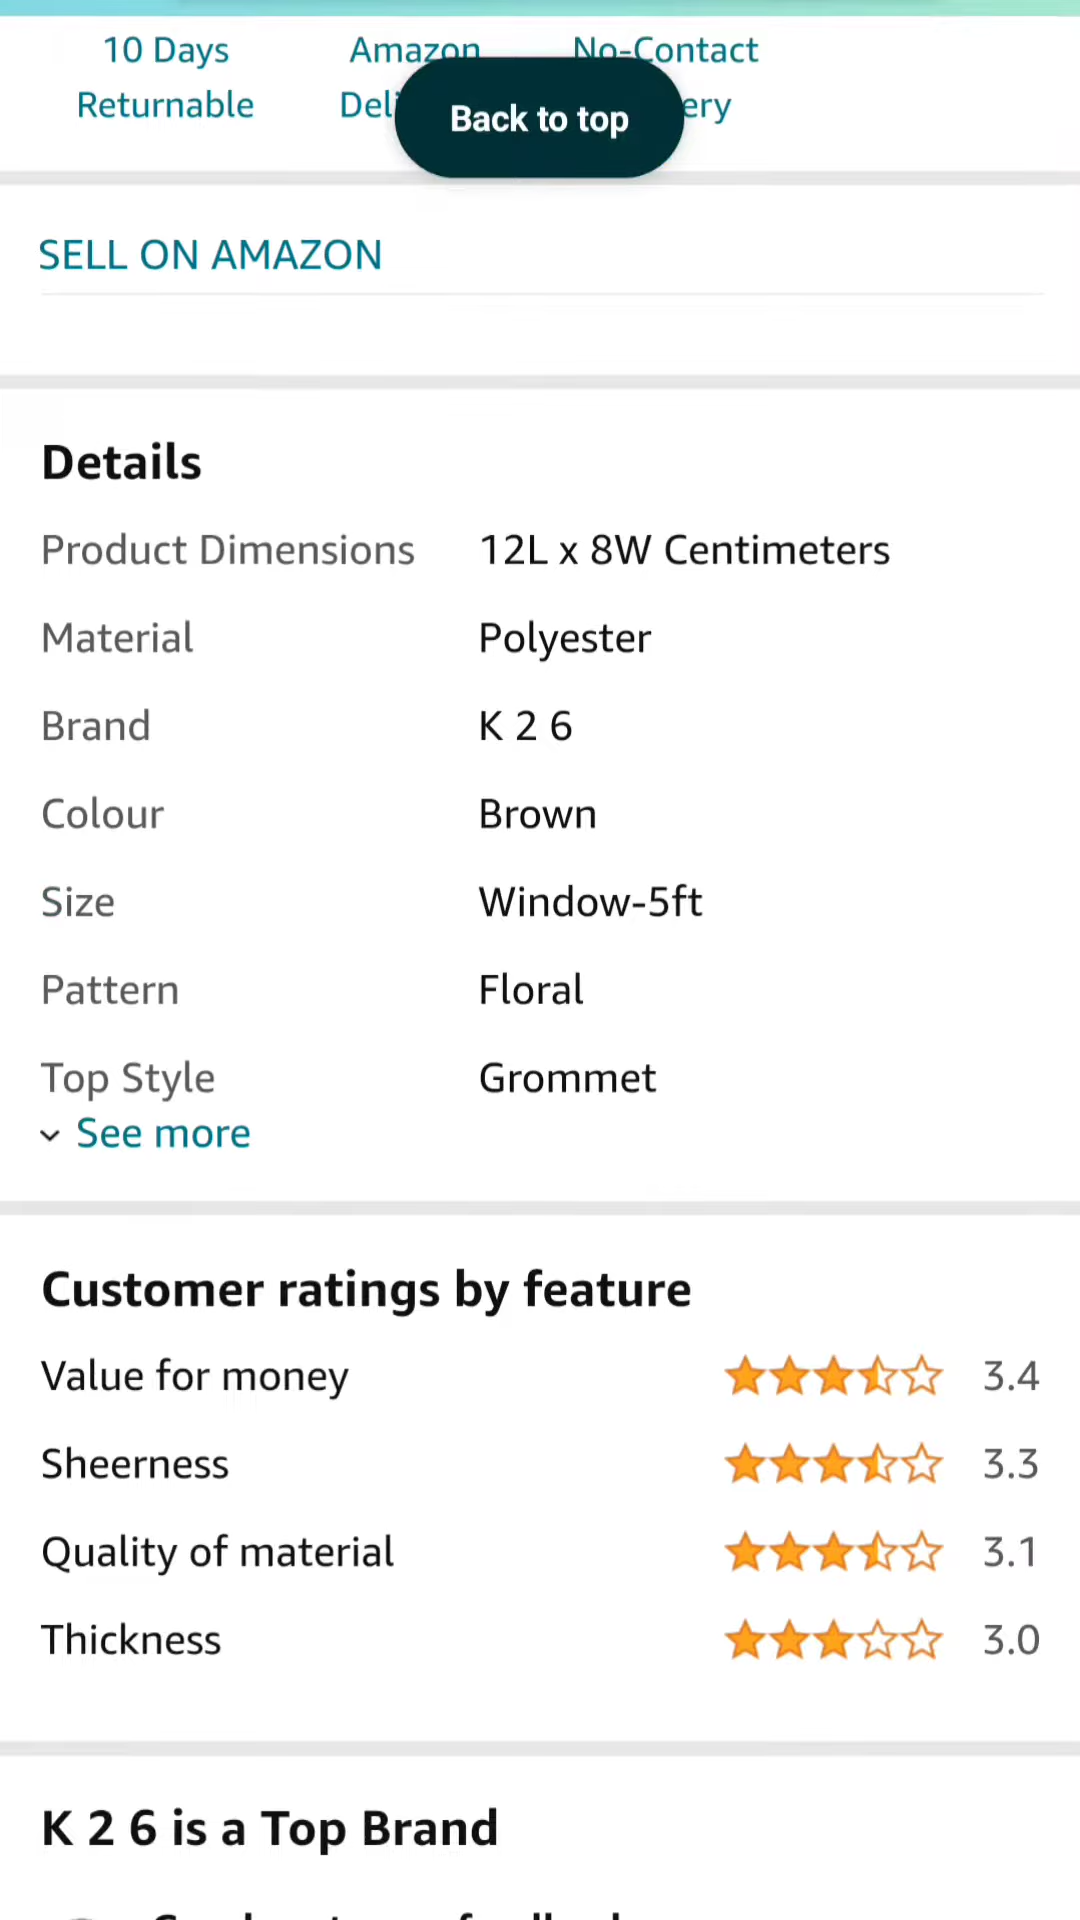 10 Days Returnable
Amazon
No-Contact
Back to top
SELL ON AMAZON
Details
Product Dimensions 12L x 8W Centimeters
Material Polyester
Brand K 2 6
Colour Brown
Size Window-5ft
Pattern Floral
Top Style Grommet
See more
Customer ratings by feature
Value for money 3.4
Sheerness 3.3
Quality of material 3.1
Thickness 3.0
K 2 6 is a Top Brand